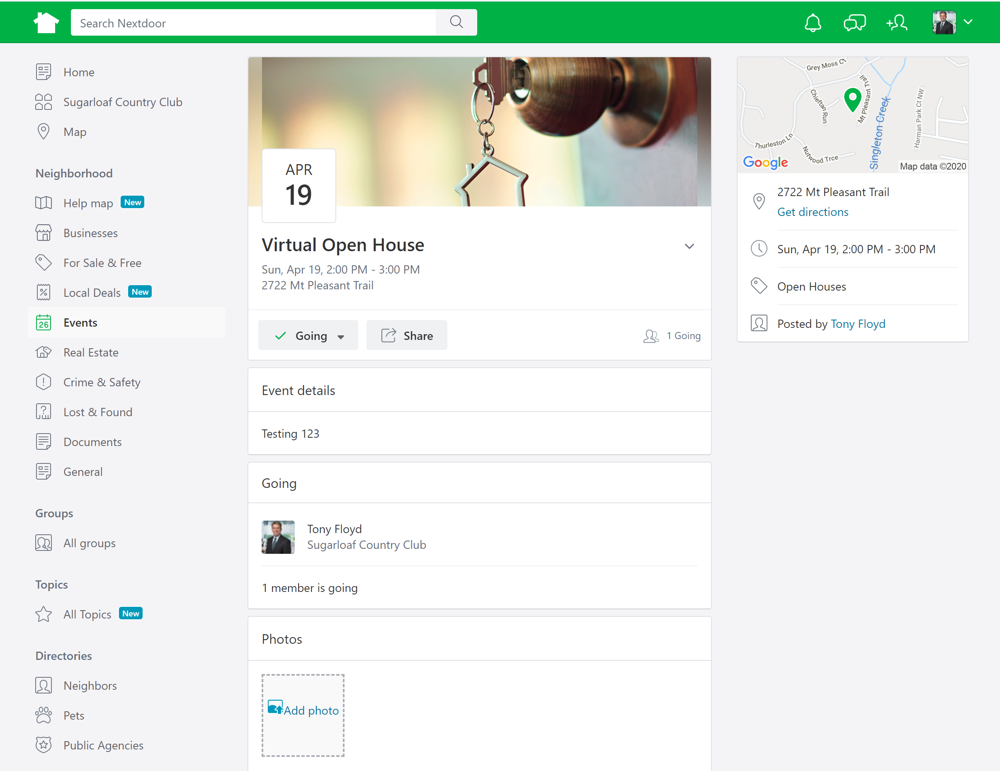 Search Nextdoor
Home
Sugarloaf Country Club
Map
Neighborhood
Help map New
Businesses
For Sale & Free
Local Deals New
26 Events
Real Estate
Crime & Safety
Lost & Found
Documents
General
Groups
All groups
Topics
All Topics New
Directories
Neighbors
Pets
Public Agencies
APR
19
Virtual Open House
Sun, Apr 19, 2:00 PM - 3:00 PM
2722 Mt Pleasant Trail
Going
Share
1 Going
Event details
Testing 123
Going
Tony Floyd
Sugarloaf Country Club
1 member is going
Photos
Add photo
Grey Moss Ct
Chieftan Run
Mt Pleasant Trail
Singleton Creek
Harman Park Ct NW
Thurleston Ln
Nutwood Trce
Google
Map data ©2020
2722 Mt Pleasant Trail
Get directions
Sun, Apr 19, 2:00 PM - 3:00 PM
Open Houses
Posted by Tony Floyd